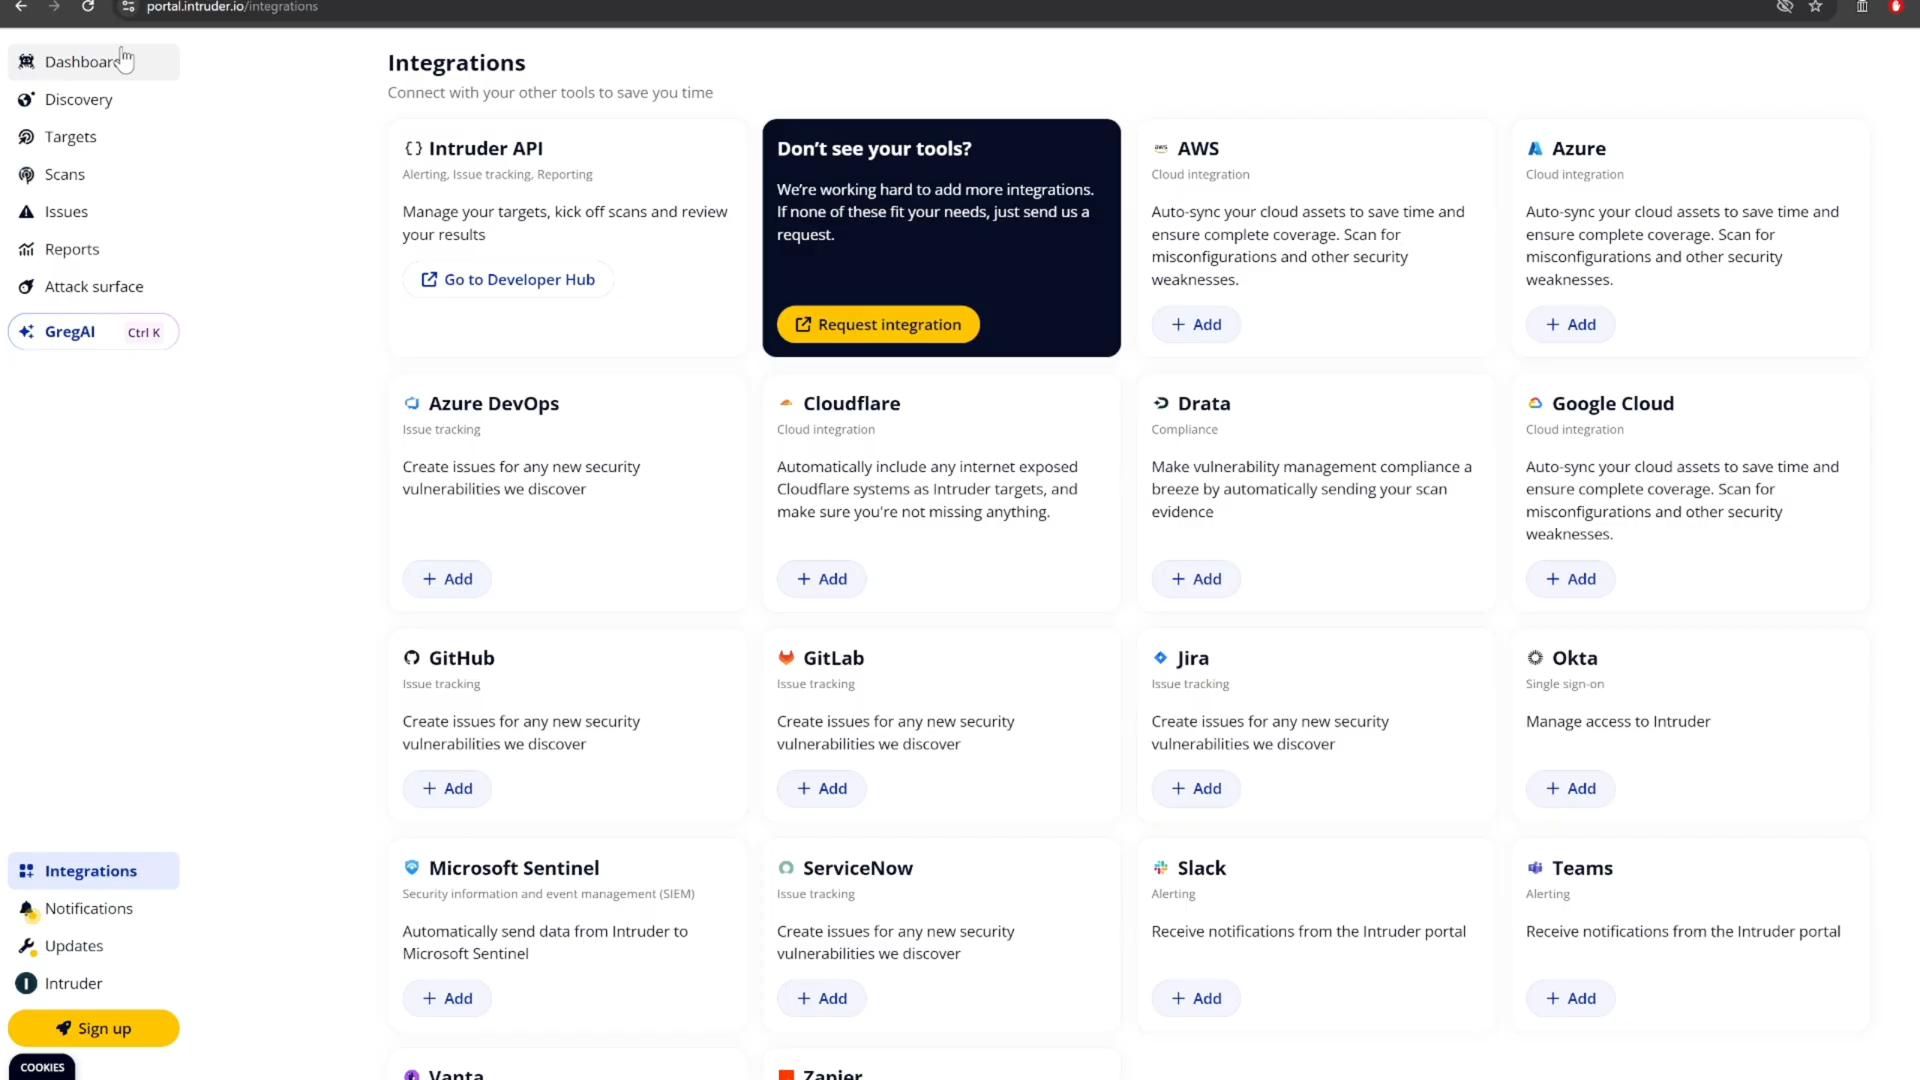 portal.intruder.io/integrations
Dashboard
Discovery
Targets
Scans
Issues
Reports
Attack surface
GregAI Ctrl K
Integrations
Notifications
Updates
I Intruder
Sign up
COOKIES
Integrations
Connect with your other tools to save you time
{} Intruder API
Alerting, Issue tracking, Reporting
Manage your targets, kick off scans and review
your results
Go to Developer Hub
Don’t see your tools?
We’re working hard to add more integrations.
If none of these fit your needs, just send us a
request.
Request integration
aws AWS
Cloud integration
Auto-sync your cloud assets to save time and
ensure complete coverage. Scan for
misconfigurations and other security
weaknesses.
+ Add
Azure
Cloud integration
Auto-sync your cloud assets to save time and
ensure complete coverage. Scan for
misconfigurations and other security
weaknesses.
+ Add
Azure DevOps
Issue tracking
Create issues for any new security
vulnerabilities we discover
+ Add
Cloudflare
Cloud integration
Automatically include any internet exposed
Cloudflare systems as Intruder targets, and
make sure you're not missing anything.
+ Add
Drata
Compliance
Make vulnerability management compliance a
breeze by automatically sending your scan
evidence
+ Add
Google Cloud
Cloud integration
Auto-sync your cloud assets to save time and
ensure complete coverage. Scan for
misconfigurations and other security
weaknesses.
+ Add
GitHub
Issue tracking
Create issues for any new security
vulnerabilities we discover
+ Add
GitLab
Issue tracking
Create issues for any new security
vulnerabilities we discover
+ Add
Jira
Issue tracking
Create issues for any new security
vulnerabilities we discover
+ Add
Okta
Single sign-on
Manage access to Intruder
+ Add
Microsoft Sentinel
Security information and event management (SIEM)
Automatically send data from Intruder to
Microsoft Sentinel
+ Add
ServiceNow
Issue tracking
Create issues for any new security
vulnerabilities we discover
+ Add
Slack
Alerting
Receive notifications from the Intruder portal
+ Add
Teams
Alerting
Receive notifications from the Intruder portal
+ Add
Vanta
Zapier